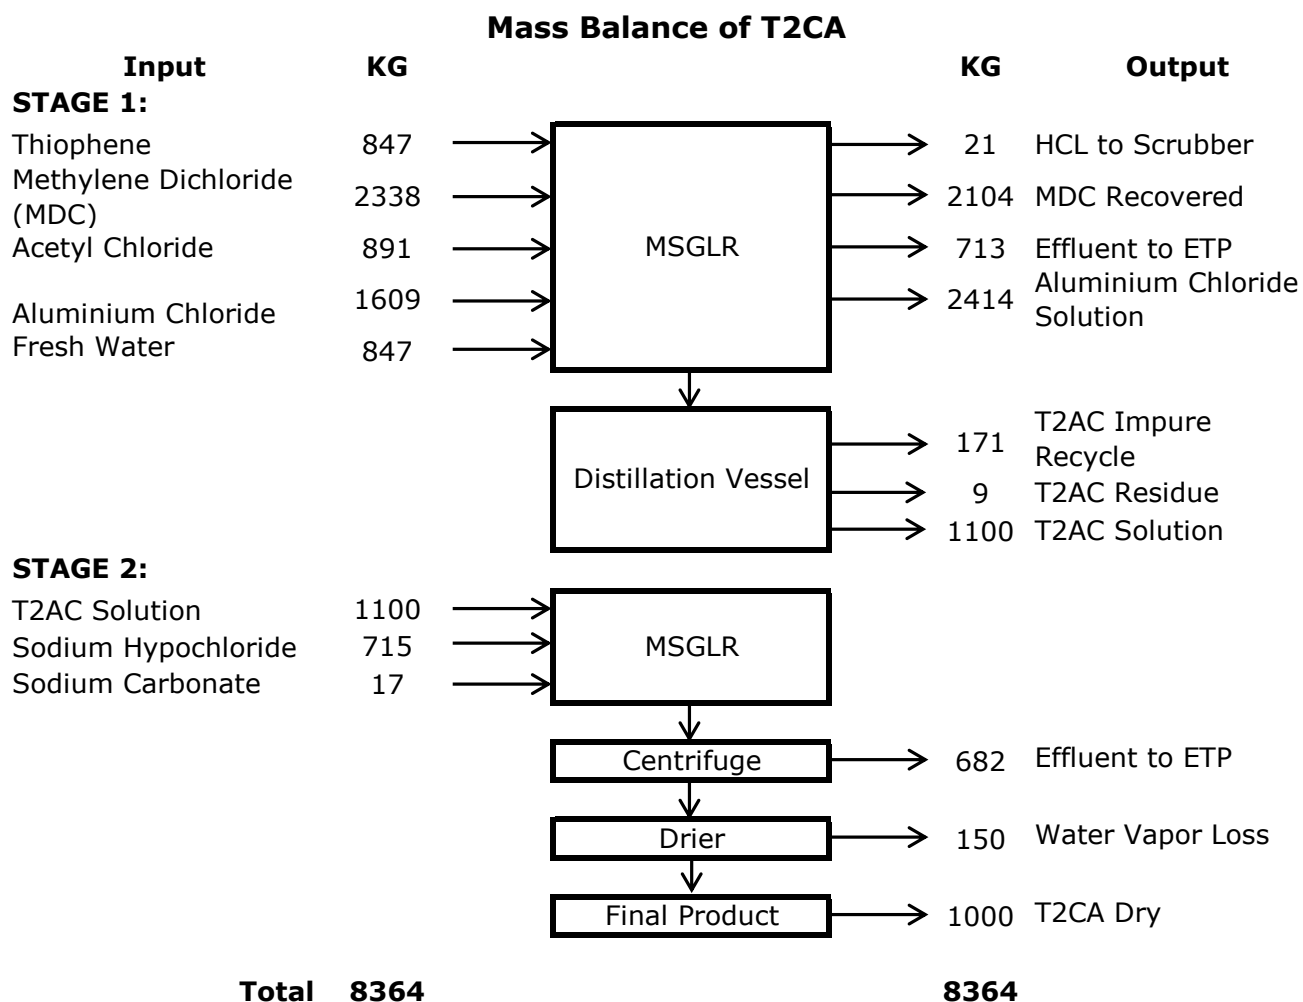 Mass Balance of T2CA
Input KG KG Output
STAGE 1:
Thiophene 847 21 HCL to Scrubber
Methylene Dichloride
(MDC) 2338 2104 MDC Recovered
Acetyl Chloride 891 MSGLR 713 Effluent to ETP
Aluminium Chloride 1609 2414 Aluminium Chloride
Solution
Fresh Water 847
Distillation Vessel
171 T2AC Impure
Recycle
9 T2AC Residue
1100 T2AC Solution
STAGE 2:
T2AC Solution 1100
Sodium Hypochloride 715 MSGLR
Sodium Carbonate 17
Centrifuge 682 Effluent to ETP
Drier 150 Water Vapor Loss
Final Product 1000 T2CA Dry
Total 8364 8364